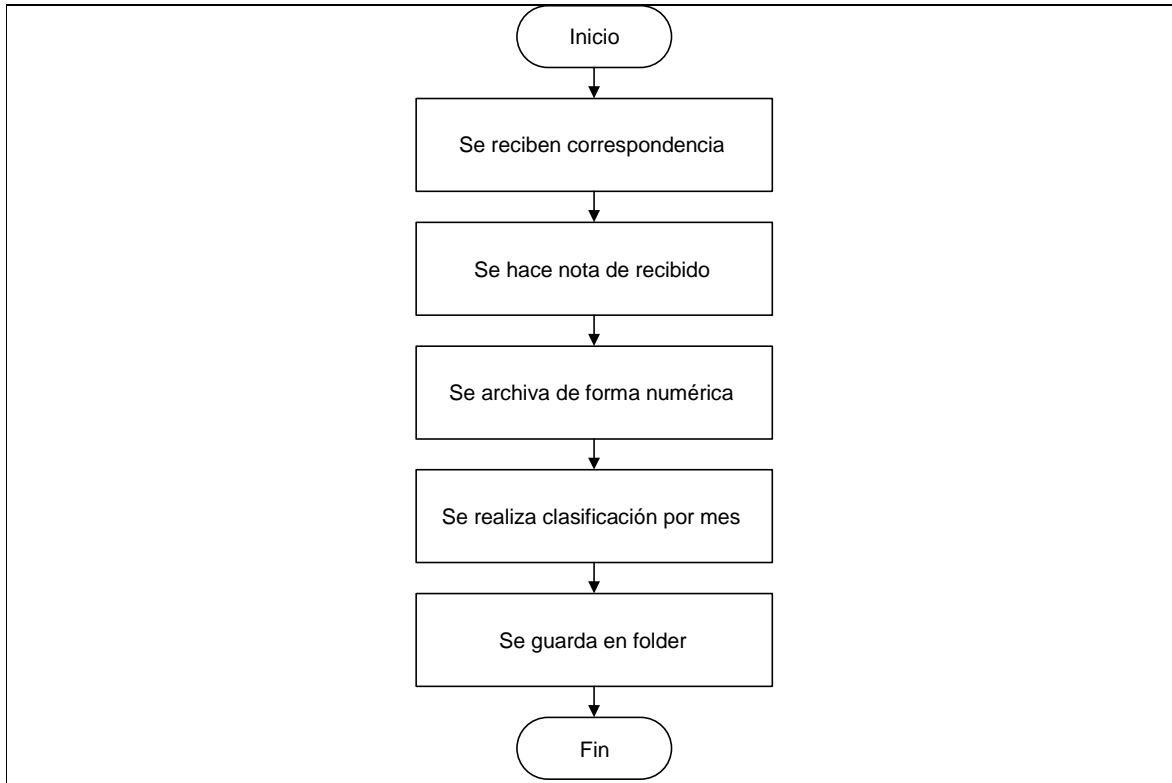 Inicio
Se reciben correspondencia
Se hace nota de recibido
Se archiva de forma numérica
Se realiza clasificación por mes
Se guarda en folder
Fin